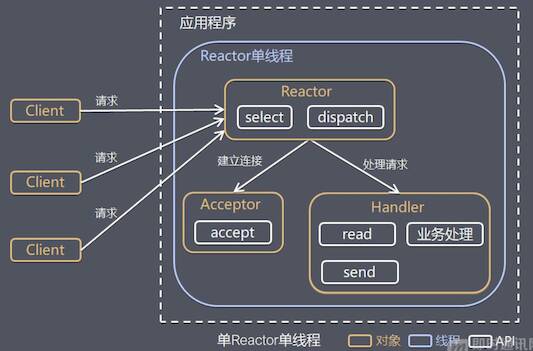 应用程序
Reactor单线程
Reactor
select
dispatch
Client
请求
Client
请求
Client
请求
建立连接
处理请求
Acceptor
accept
Handler
read
业务处理
send
单Reactor单线程
对象
线程
API